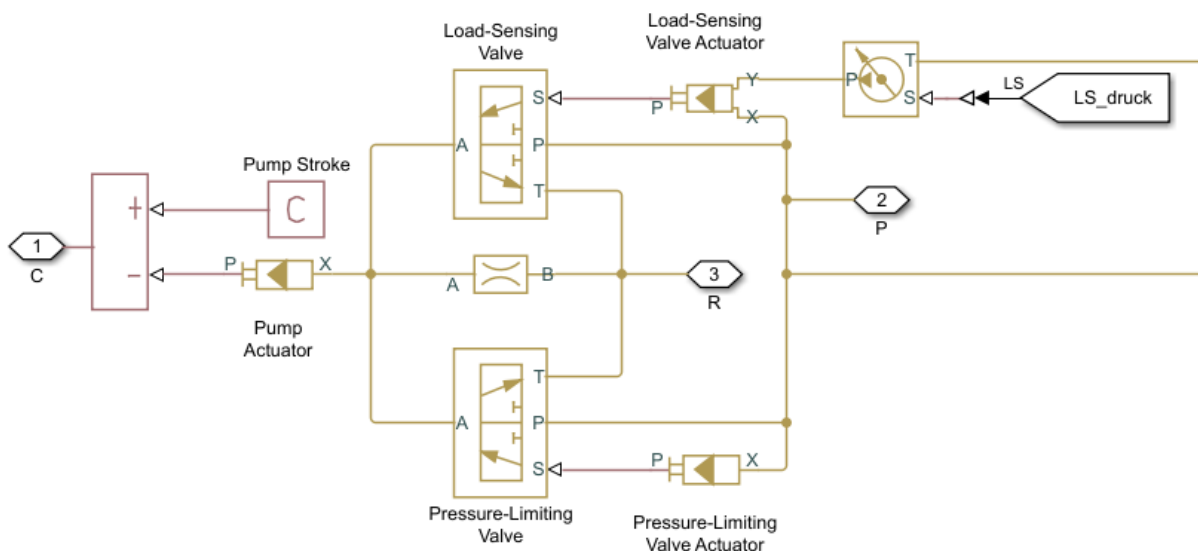 Load-Sensing
Valve
Load-Sensing
Valve Actuator
Y
P
T
S
LS
LS_druck
S
P
X
A
P
T
Pump Stroke
C
+
−
1
C
P
X
Pump
Actuator
A
B
2
P
3
R
T
A
P
S
P
X
Pressure-Limiting
Valve
Pressure-Limiting
Valve Actuator